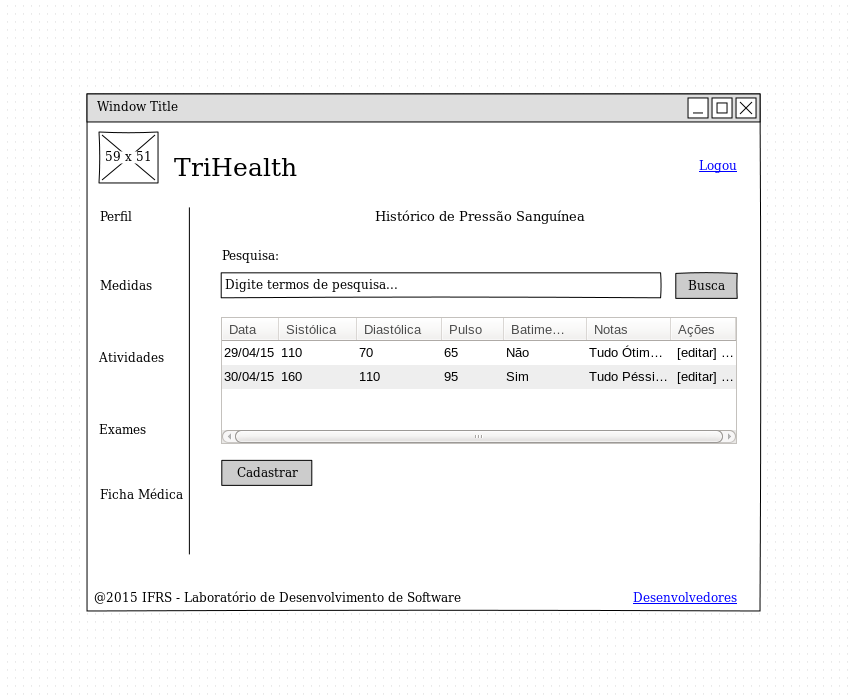 Window Title
59 x 51
TriHealth
Logou
Perfil
Histórico de Pressão Sanguínea
Pesquisa:
Medidas
Digite termos de pesquisa...
Busca
Data Sistólica Diastólica Pulso Batime… Notas Ações
29/04/15 110 70 65 Não Tudo Ótim… [editar] …
Atividades
30/04/15 160 110 95 Sim Tudo Péssi… [editar] …
Exames
Cadastrar
Ficha Médica
@2015 IFRS - Laboratório de Desenvolvimento de Software
Desenvolvedores